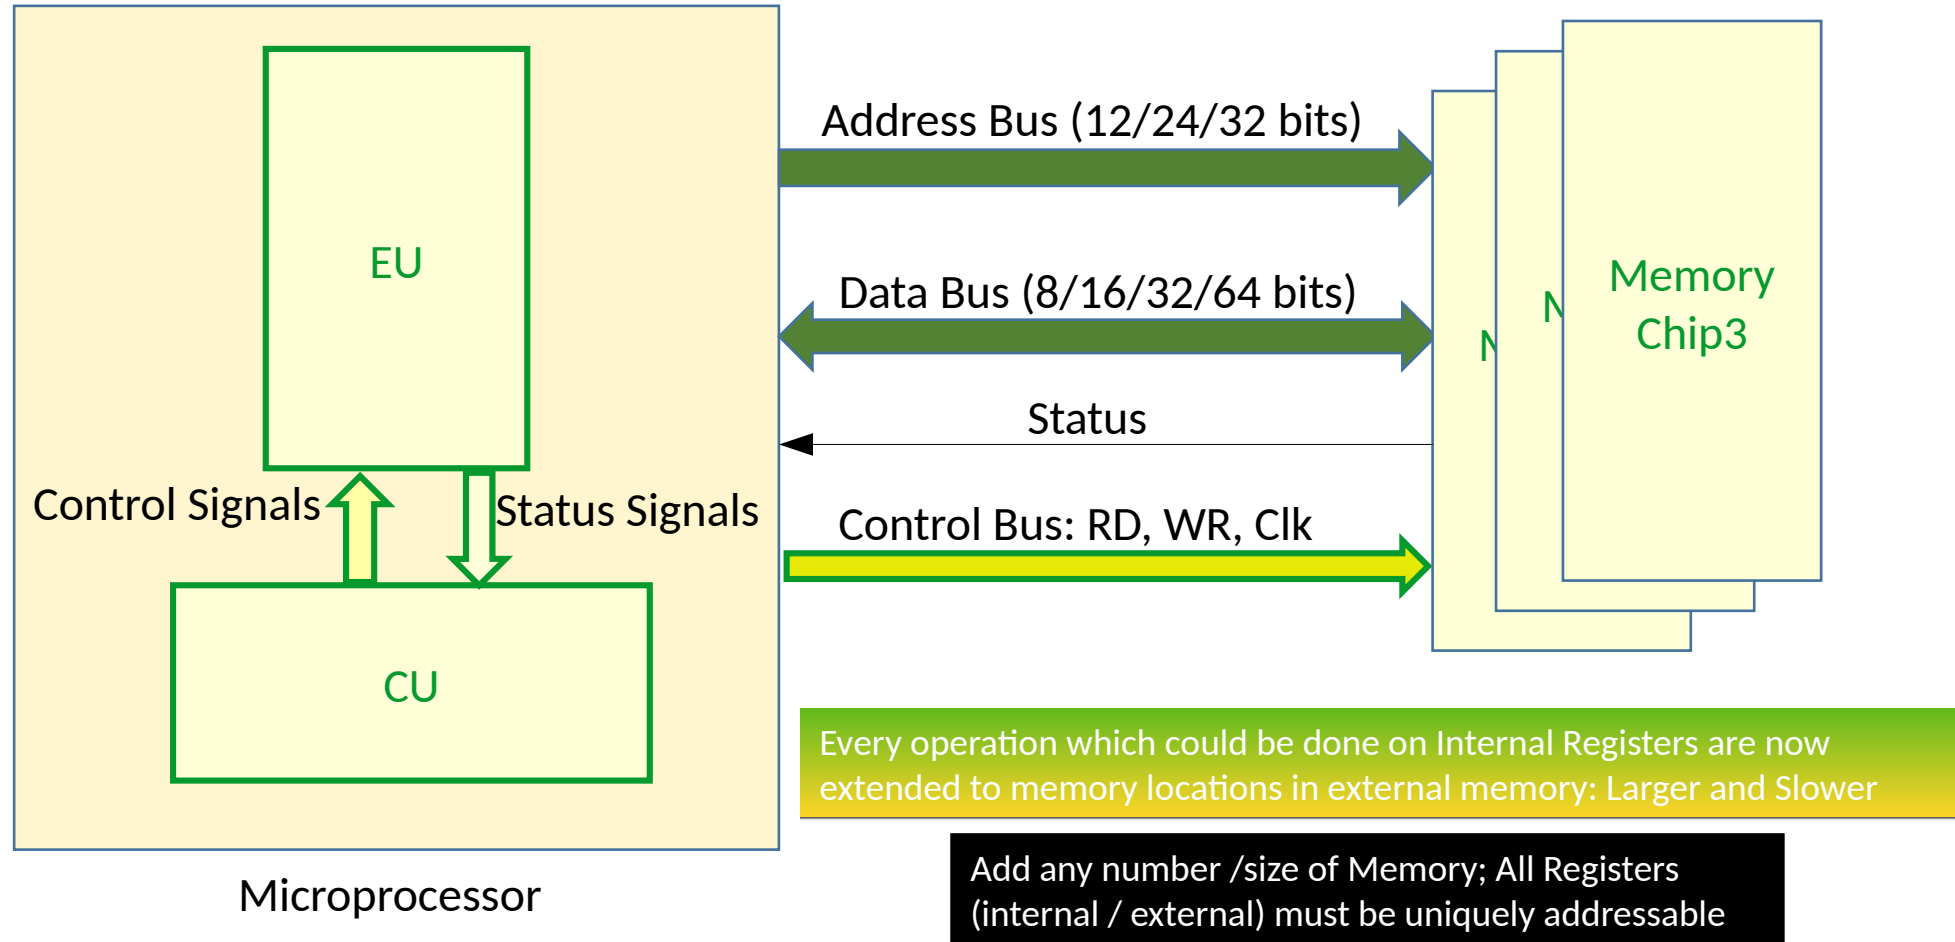 Address Bus (12/24/32 bits)
EU
Data Bus (8/16/32/64 bits)
Memory
Chip3
Status
Control Signals
Status Signals
Control Bus: RD, WR, Clk
CU
Every operation which could be done on Internal Registers are now
extended to memory locations in external memory: Larger and Slower
Add any number /size of Memory; All Registers
(internal / external) must be uniquely addressable
Microprocessor